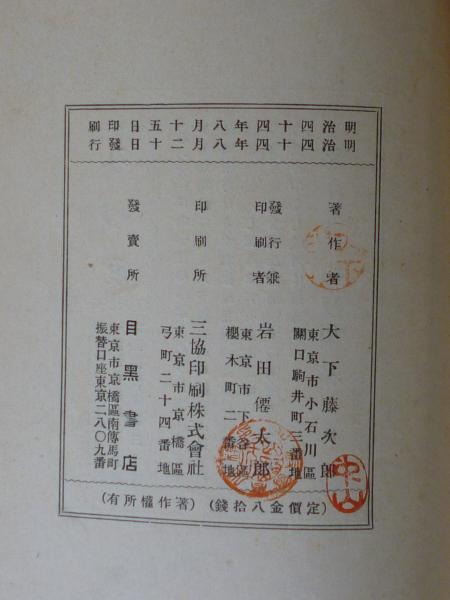 明治四十四年八月十五日印刷
明治四十四年八月二十日發行
著作者
東京市小石川區
關口駒井町三番地
大下藤次郎
發行兼
印刷者
東京市下谷區
櫻木町二番地
岩田僊太郎
印刷所
東京市京橋區
弓町二十四番地
三協印刷株式會社
發賣所
東京市京橋區南傳馬町
目黑書店
振替口座東京二八〇九番
(定價金八拾錢)
(著作權所有)
中山